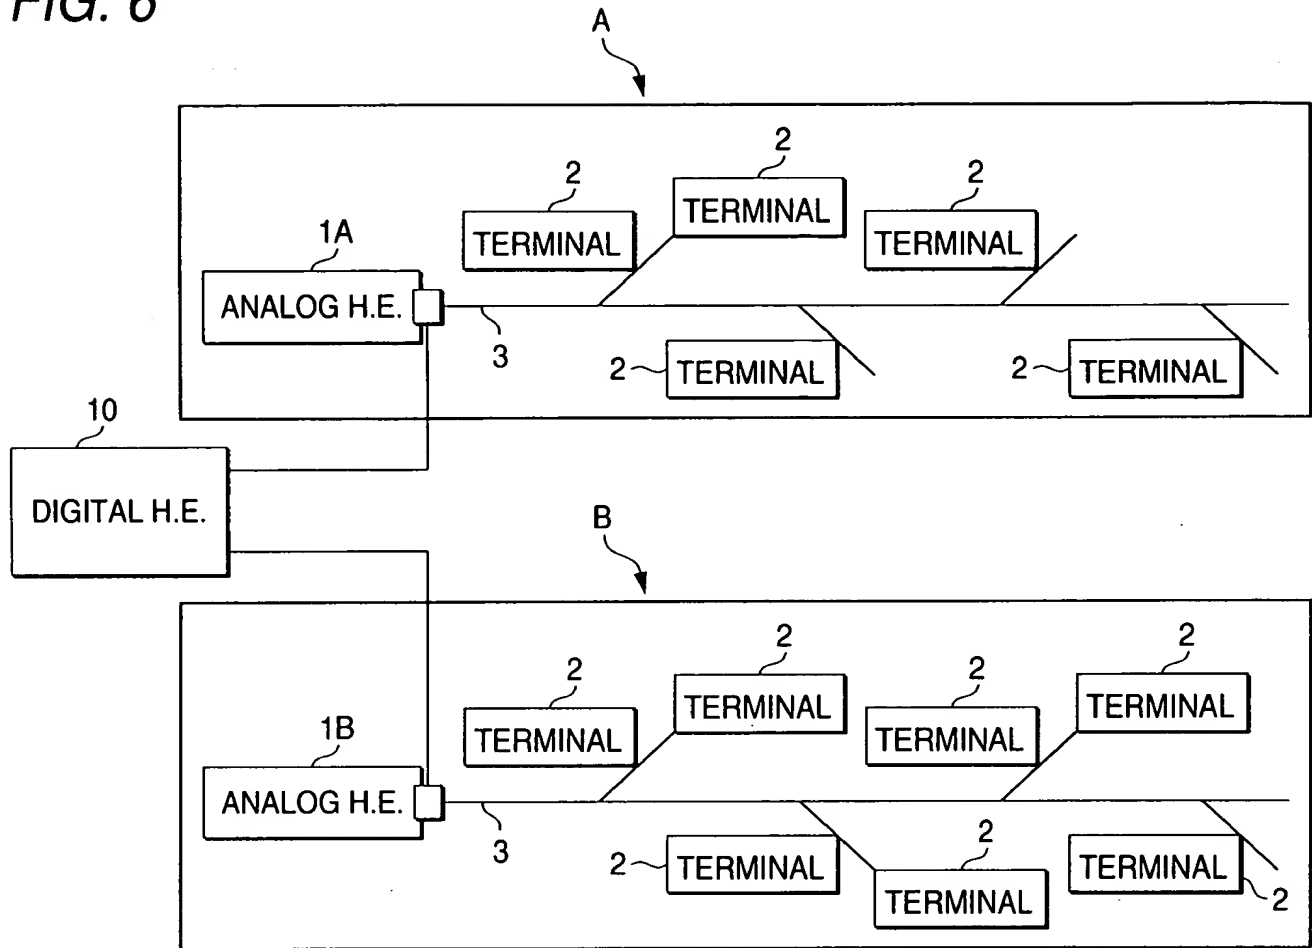 FIG. 6
A
2
2
2
TERMINAL
TERMINAL
TERMINAL
1A
ANALOG H.E.
3
2
TERMINAL
2
TERMINAL
10
DIGITAL H.E.
B
2
2
2
2
TERMINAL
TERMINAL
TERMINAL
TERMINAL
1B
ANALOG H.E.
3
2
TERMINAL
2
TERMINAL
TERMINAL
2